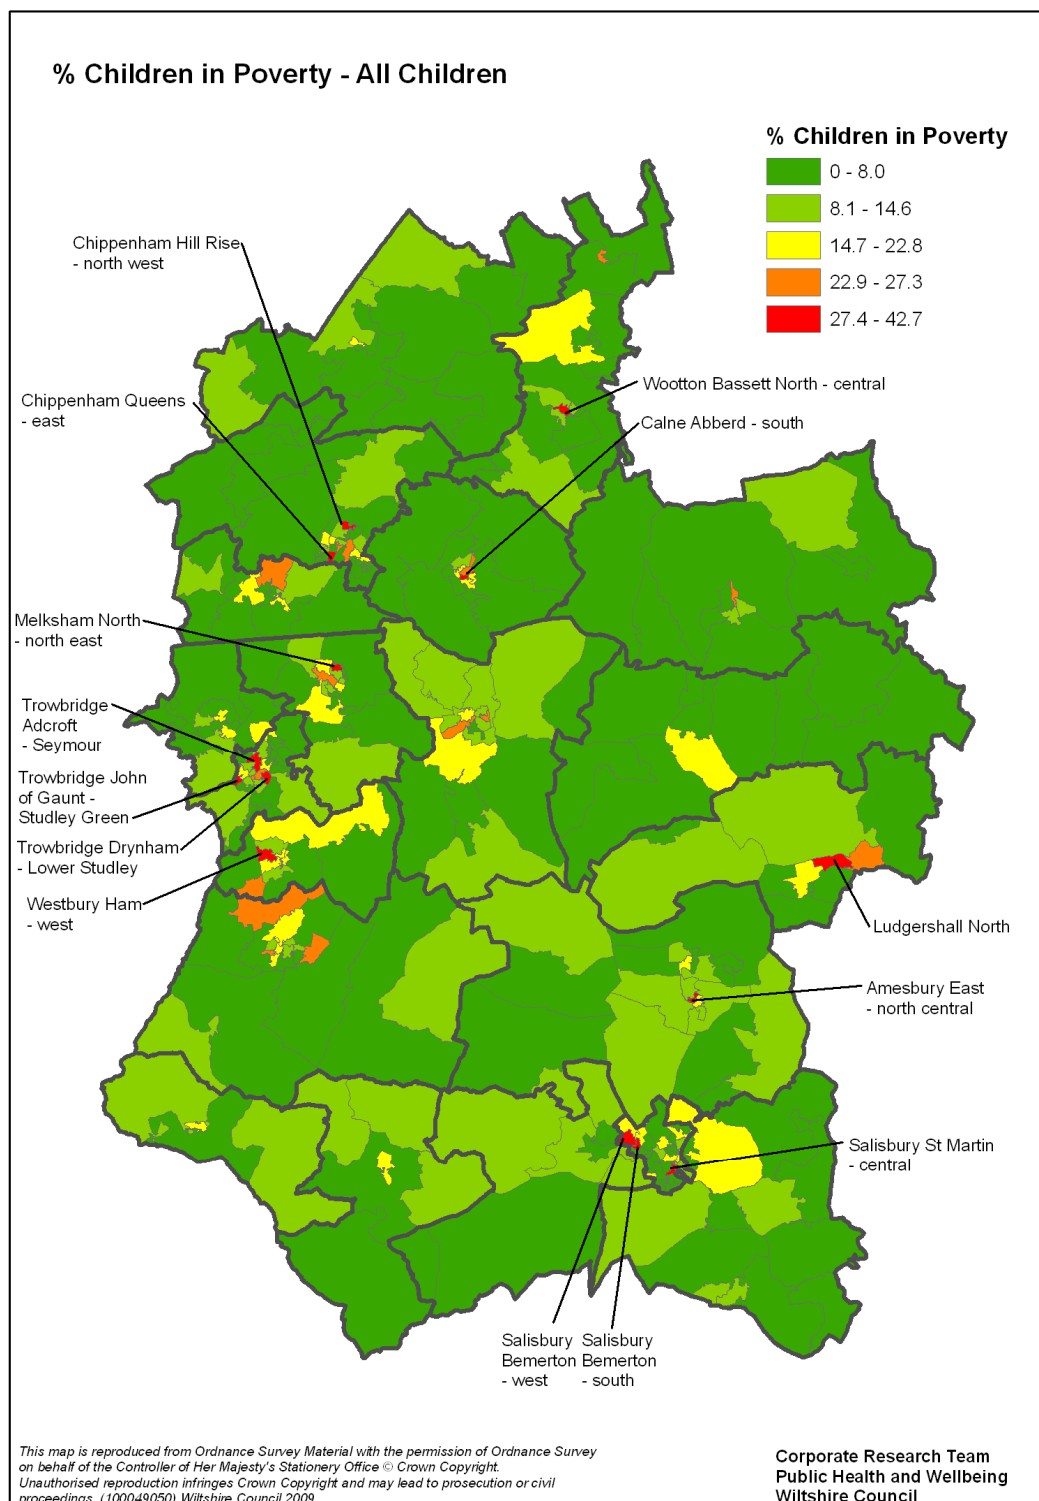 % Children in Poverty - All Children
% Children in Poverty
0 - 8.0
8.1 - 14.6
14.7 - 22.8
22.9 - 27.3
27.4 - 42.7
Chippenham Hill Rise
- north west
Chippenham Queens
- east
Wootton Bassett North - central
Calne Abberd - south
Melksham North
- north east
Trowbridge
Adcroft
- Seymour
Trowbridge John
of Gaunt -
Studley Green
Trowbridge Drynham
- Lower Studley
Westbury Ham
- west
Ludgershall North
Amesbury East
- north central
Salisbury St Martin
- central
Salisbury
Bemerton
- west
Salisbury
Bemerton
- south
This map is reproduced from Ordnance Survey Material with the permission of Ordnance Survey
on behalf of the Controller of Her Majesty's Stationery Office © Crown Copyright.
Unauthorised reproduction infringes Crown Copyright and may lead to prosecution or civil
proceedings. (100049050) Wiltshire Council 2009
Corporate Research Team
Public Health and Wellbeing
Wiltshire Council